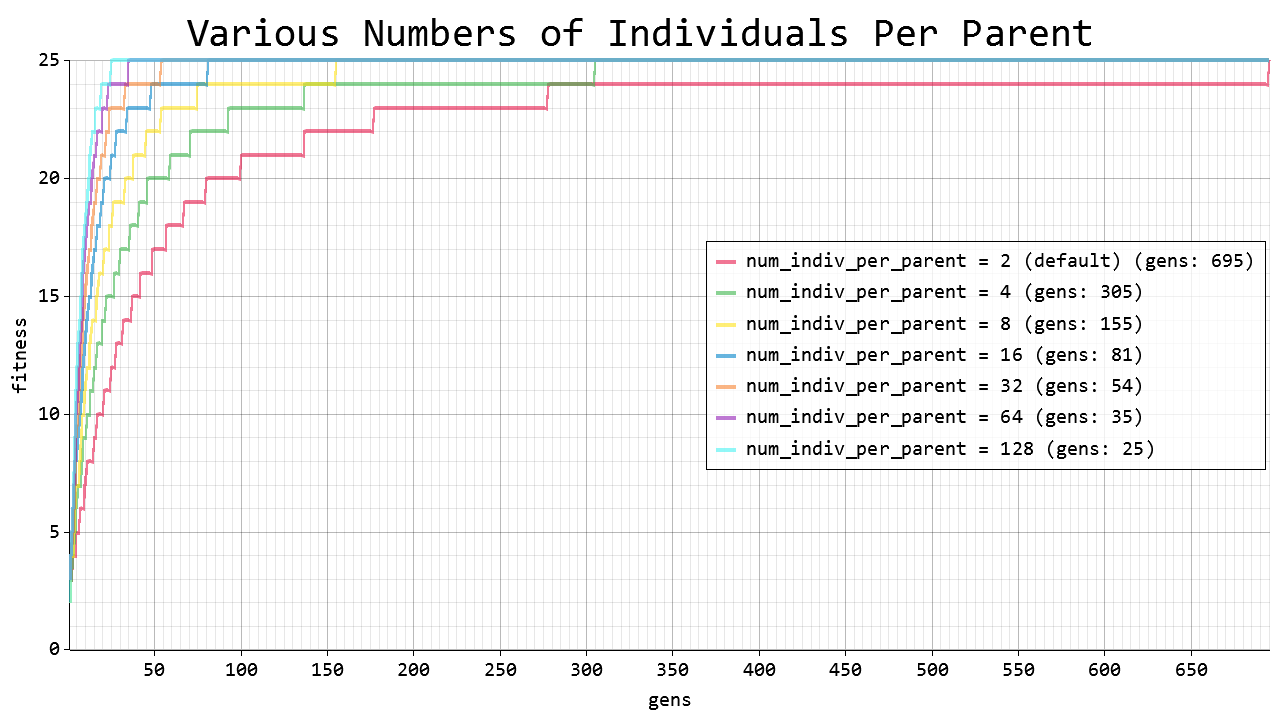 Various Numbers of Individuals Per Parent
25
20
15
10
5
0
fitness
num_indiv_per_parent = 2 (default) (gens: 695)
num_indiv_per_parent = 4 (gens: 305)
num_indiv_per_parent = 8 (gens: 155)
num_indiv_per_parent = 16 (gens: 81)
num_indiv_per_parent = 32 (gens: 54)
num_indiv_per_parent = 64 (gens: 35)
num_indiv_per_parent = 128 (gens: 25)
50 100 150 200 250 300 350 400 450 500 550 600 650
gens